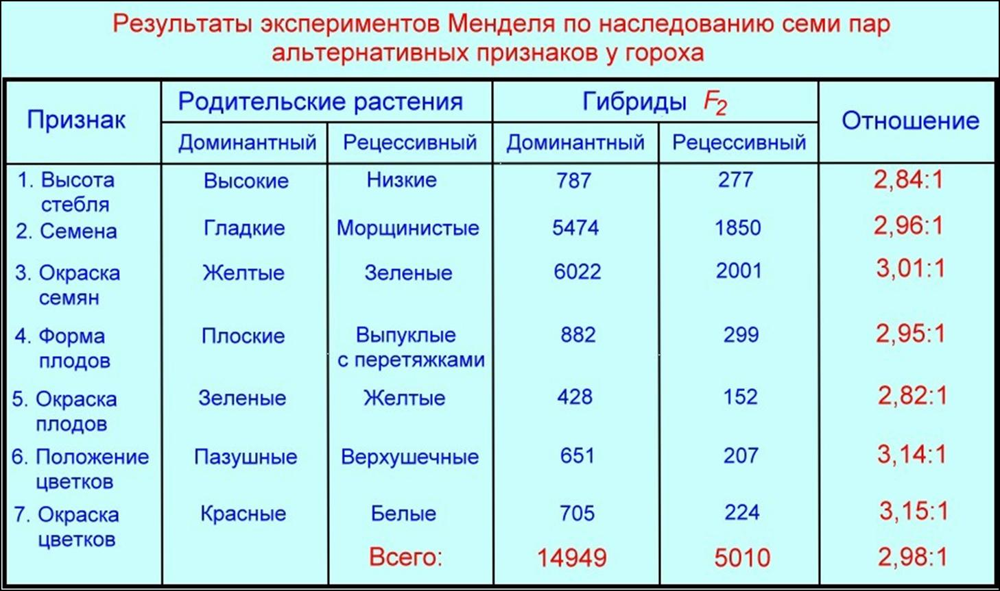 Результаты экспериментов Менделя по наследованию семи пар
альтернативных признаков у гороха
Признак
Родительские растения
Гибриды F2
Отношение
Доминантный
Рецессивный
Доминантный
Рецессивный
1. Высота
стебля
Высокие
Низкие
787
277
2,84:1
2. Семена
Гладкие
Морщинистые
5474
1850
2,96:1
3. Окраска
семян
Желтые
Зеленые
6022
2001
3,01:1
4. Форма
плодов
Плоские
Выпуклые
с перетяжками
882
299
2,95:1
5. Окраска
плодов
Зеленые
Желтые
428
152
2,82:1
6. Положение
цветков
Пазушные
Верхушечные
651
207
3,14:1
7. Окраска
цветков
Красные
Белые
705
224
3,15:1
Всего:
14949
5010
2,98:1